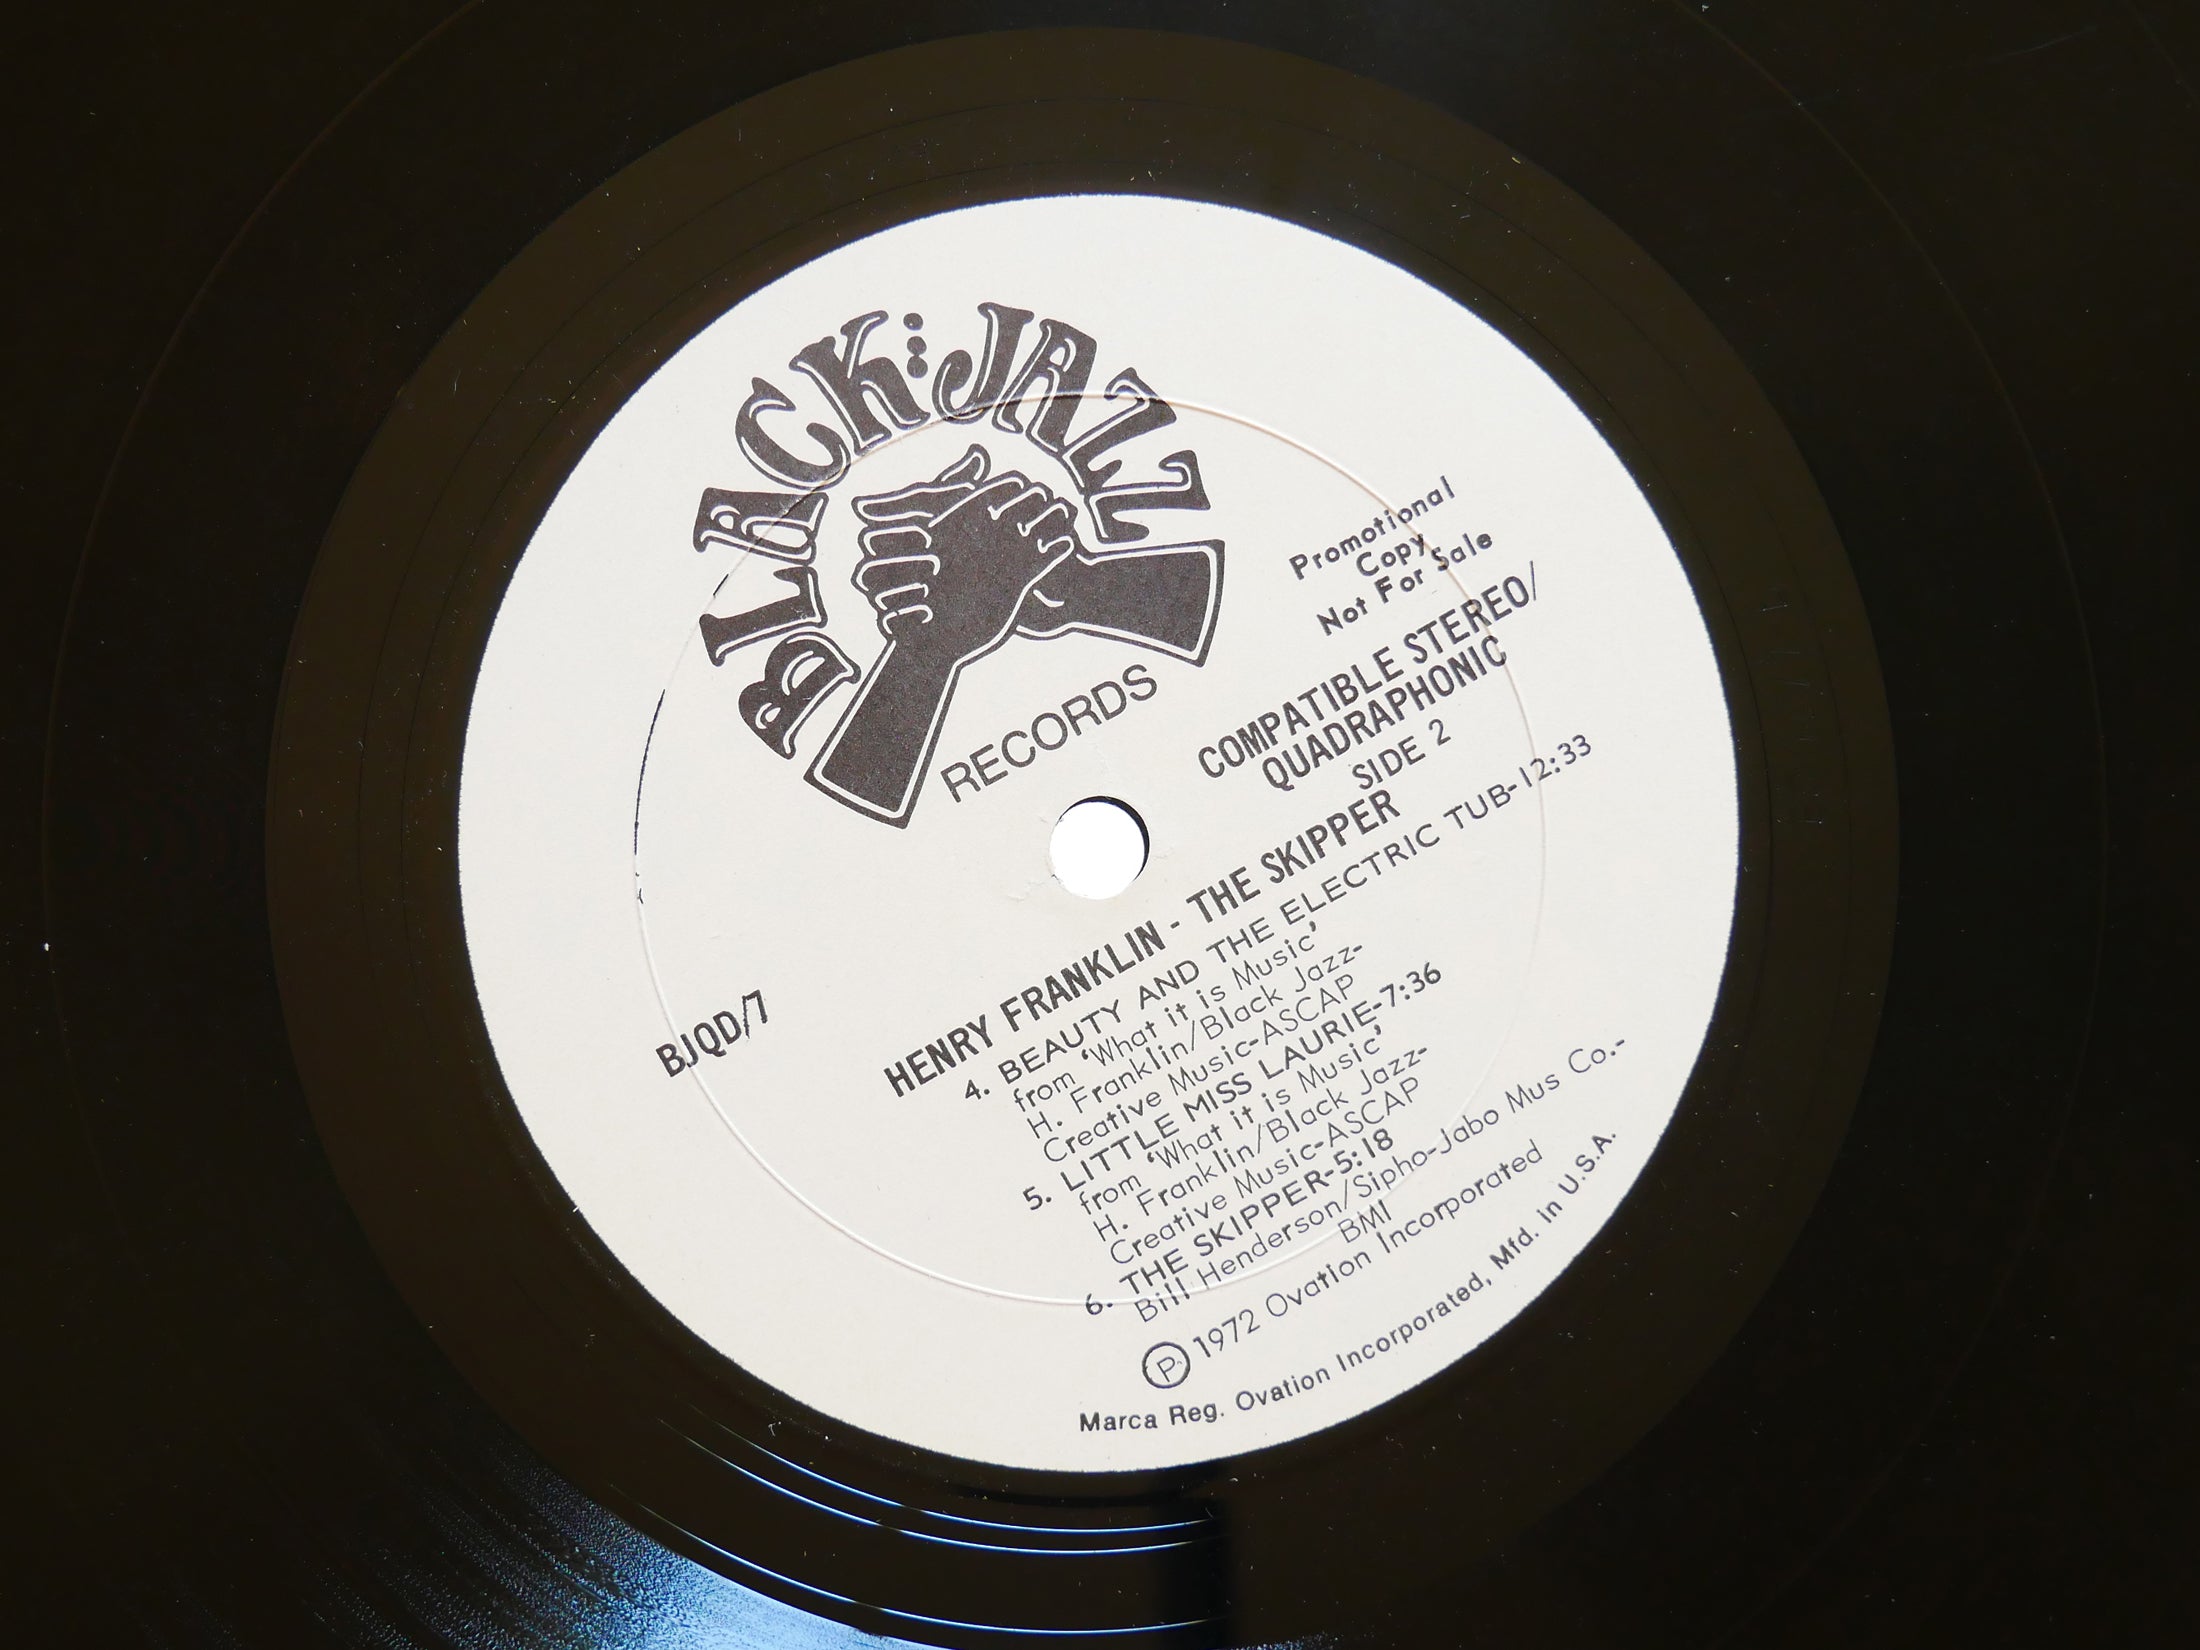 BLACK JAZZ
RECORDS
Promotional
Copy
Not For Sale
COMPATIBLE STEREO/
QUADRAPHONIC
SIDE 2
BJQD/7
HENRY FRANKLIN - THE SKIPPER
4. BEAUTY AND THE ELECTRIC TUB-12:33
from 'What it is Music'
H. Franklin/Black Jazz-
Creative Music-ASCAP
5. LITTLE MISS LAURIE-7:36
from 'What it is Music'
H. Franklin/Black Jazz-
Creative Music-ASCAP
6. THE SKIPPER-5:18
Bill Henderson/Sipho-Jabo Mus Co.-
BMI
Ⓟ 1972 Ovation Incorporated
Marca Reg. Ovation Incorporated, Mfd. in U.S.A.